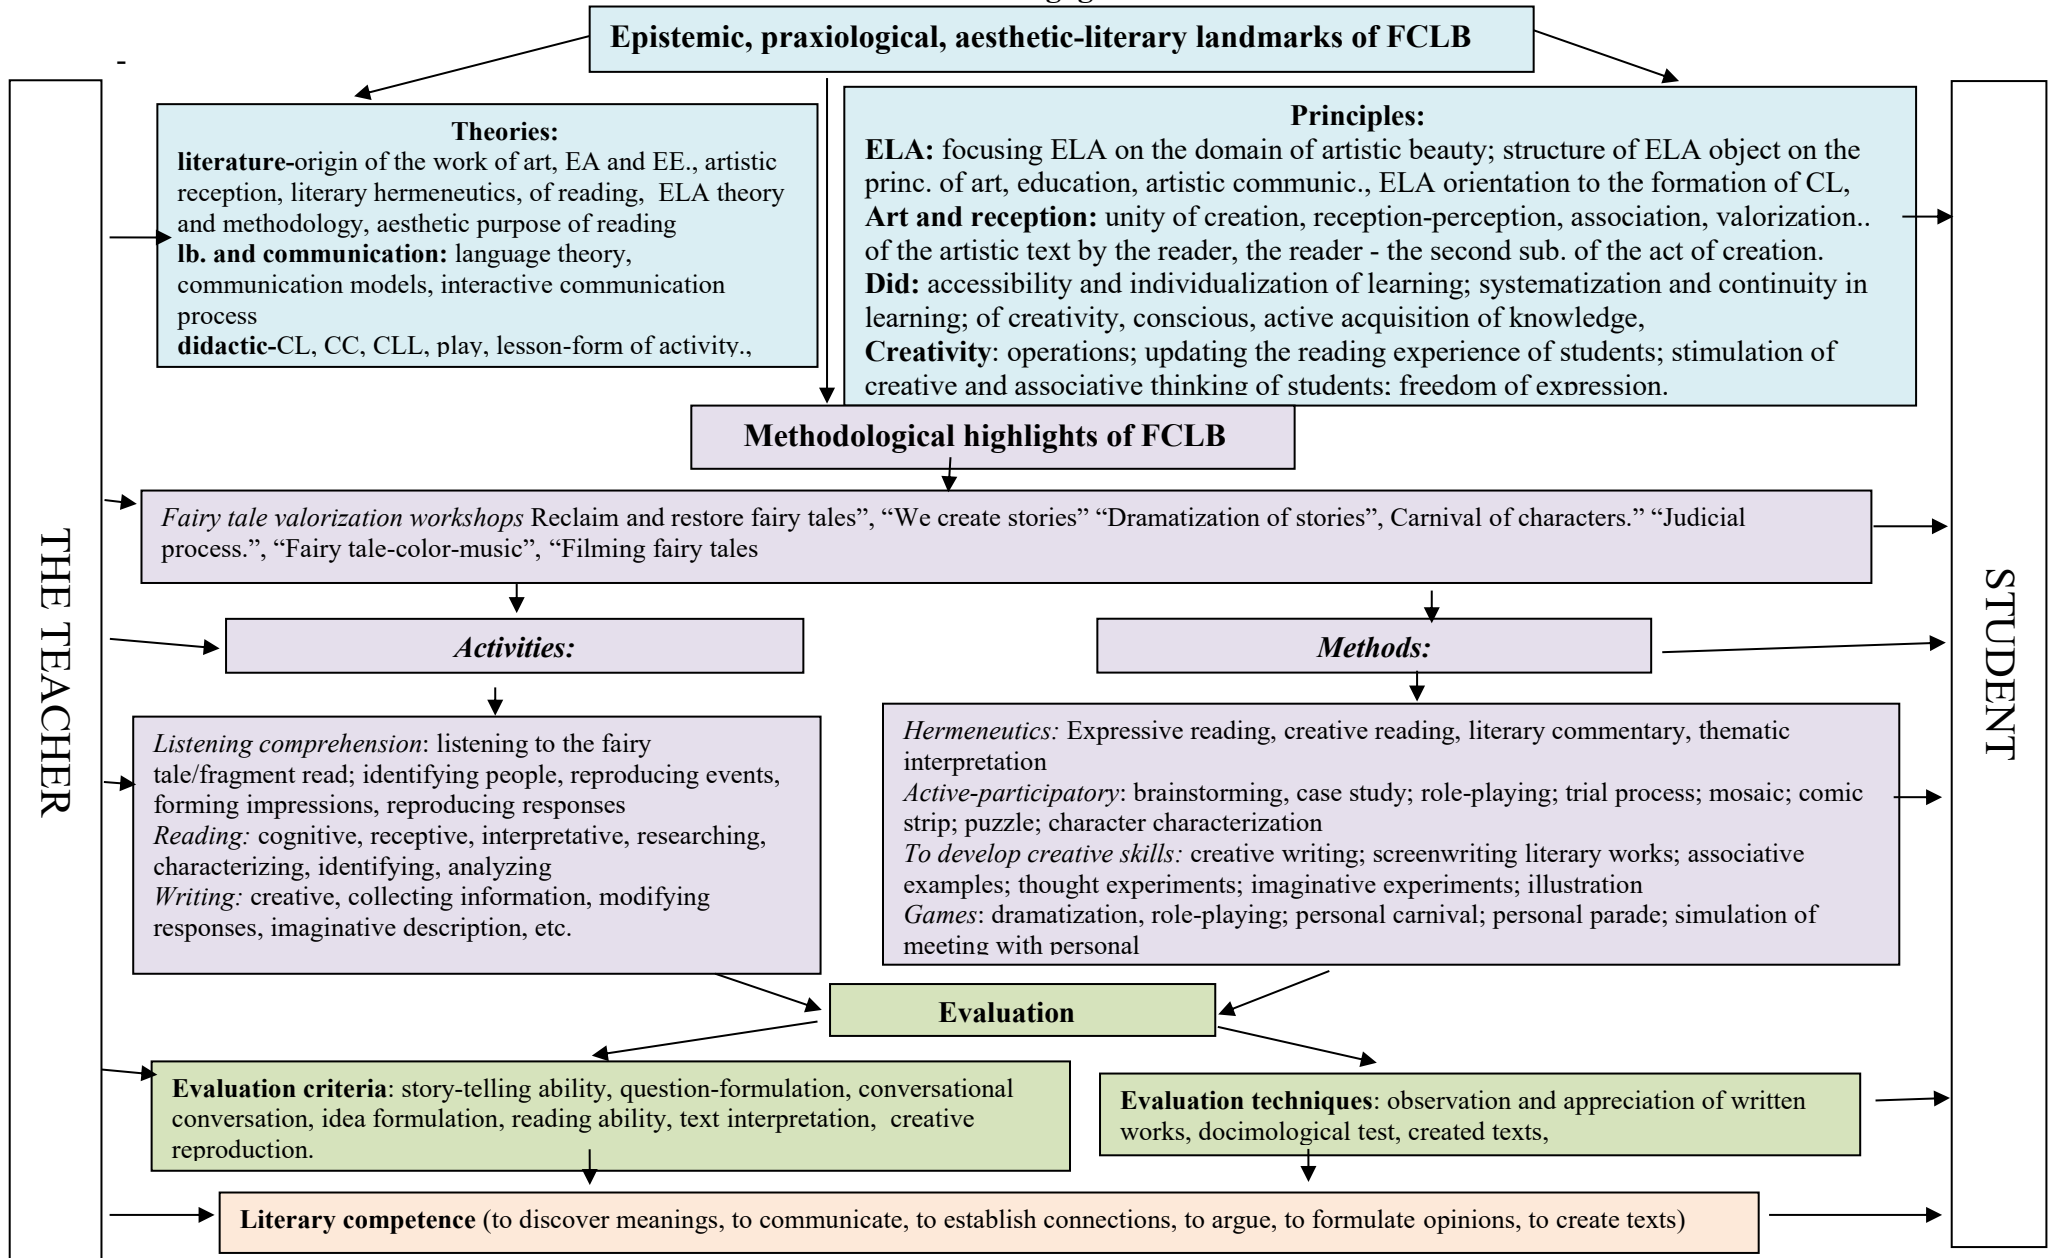 Epistemic, praxiological, aesthetic-literary landmarks of FCLB
-
THE TEACHER
Theories:
literature-origin of the work of art, EA and EE., artistic
reception, literary hermeneutics, of reading, ELA theory
and methodology, aesthetic purpose of reading
lb. and communication: language theory,
communication models, interactive communication
process
didactic-CL, CC, CLL, play, lesson-form of activity.,
Principles:
ELA: focusing ELA on the domain of artistic beauty; structure of ELA object on the
princ. of art, education, artistic communic., ELA orientation to the formation of CL,
Art and reception: unity of creation, reception-perception, association, valorization..
of the artistic text by the reader, the reader - the second sub. of the act of creation.
Did: accessibility and individualization of learning; systematization and continuity in
learning; of creativity, conscious, active acquisition of knowledge,
Creativity: operations; updating the reading experience of students; stimulation of
creative and associative thinking of students; freedom of expression.
STUDENT
Methodological highlights of FCLB
Fairy tale valorization workshops Reclaim and restore fairy tales”, “We create stories” “Dramatization of stories”, Carnival of characters.” “Judicial
process.”, “Fairy tale-color-music”, “Filming fairy tales
Activities:
Methods:
Listening comprehension: listening to the fairy
tale/fragment read; identifying people, reproducing events,
forming impressions, reproducing responses
Reading: cognitive, receptive, interpretative, researching,
characterizing, identifying, analyzing
Writing: creative, collecting information, modifying
responses, imaginative description, etc.
Hermeneutics: Expressive reading, creative reading, literary commentary, thematic
interpretation
Active-participatory: brainstorming, case study; role-playing; trial process; mosaic; comic
strip; puzzle; character characterization
To develop creative skills: creative writing; screenwriting literary works; associative
examples; thought experiments; imaginative experiments; illustration
Games: dramatization, role-playing; personal carnival; personal parade; simulation of
meeting with personal
Evaluation
Evaluation criteria: story-telling ability, question-formulation, conversational
conversation, idea formulation, reading ability, text interpretation, creative
reproduction.
Evaluation techniques: observation and appreciation of written
works, docimological test, created texts,
Literary competence (to discover meanings, to communicate, to establish connections, to argue, to formulate opinions, to create texts)